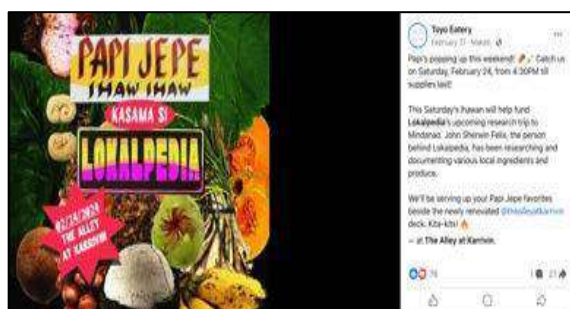 PAPI JEPE
IHAW IHAW
KASAMA SI
LOKALPEDIA
02/24/2024
THE ALLEY
AT KARRIVIN
Toyo Eatery
February
Papi's popping up this weekend! Catch us
on Saturday, February 24, from 4:30PM till
supplies last!
This Saturday's ihawan will help fund
Lokalpedia's upcoming research trip to
Mindanao. John Sherwin Felix, the person
behind Lokalpedia, has been researching and
documenting various local ingredients and
produce.
We'll be serving up your Papi Jepe favorites
beside the newly renovated @thealleyatkarrivin
deck. Kita-kits!
— at The Alley at Karrivin.